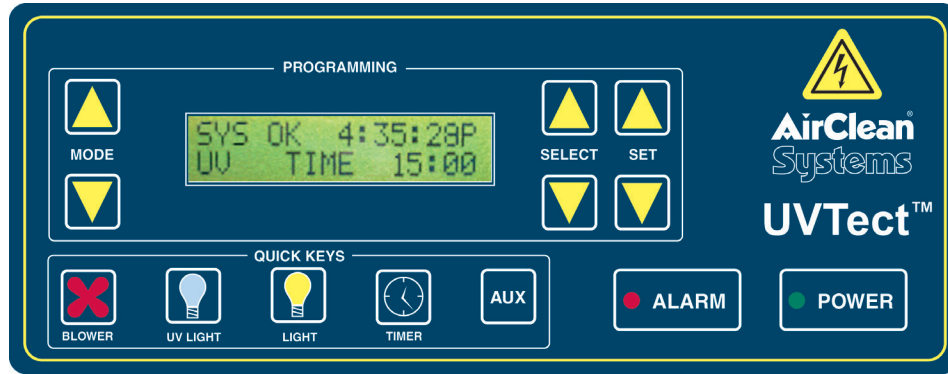 PROGRAMMING
MODE
SYS OK 4:35:28P
UV TIME 15:00
SELECT
SET
AirClean®
Systems
UVTect™
QUICK KEYS
BLOWER
UV LIGHT
LIGHT
TIMER
AUX
ALARM
POWER